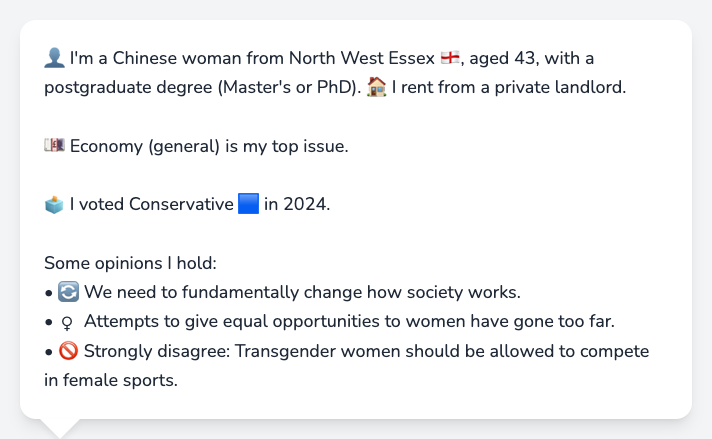 👤 I'm a Chinese woman from North West Essex 🏴󠁧󠁢󠁥󠁮󠁧󠁿, aged 43, with a
postgraduate degree (Master's or PhD). 🏠 I rent from a private landlord.
💷 Economy (general) is my top issue.
🗳️ I voted Conservative 🟦 in 2024.
Some opinions I hold:
• 🔄 We need to fundamentally change how society works.
• ♀ Attempts to give equal opportunities to women have gone too far.
• 🚫 Strongly disagree: Transgender women should be allowed to compete
in female sports.